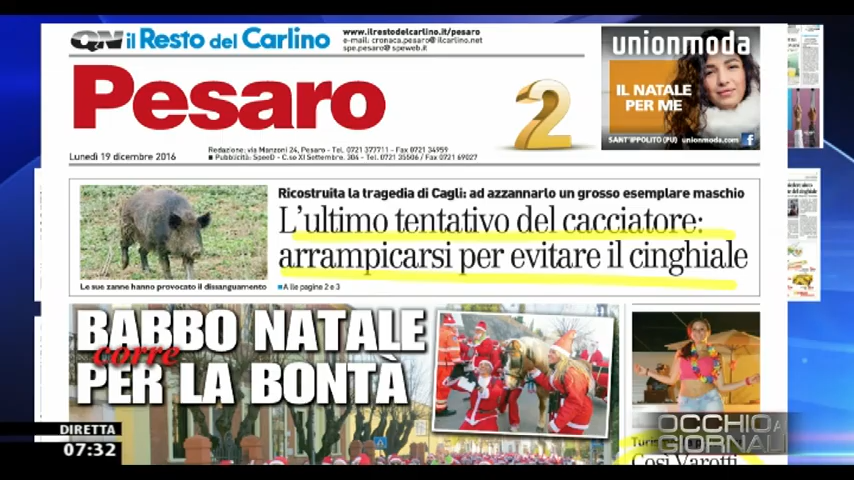 QN il Resto del Carlino
www.ilrestodelcarlino.it/pesaro
e-mail: cronaca.pesaro@ilcarlino.net
spe.pesaro@speweb.it
Pesaro
2
Lunedì 19 dicembre 2016
Redazione: via Manzoni 24, Pesaro - Tel. 0721 377711 - Fax 0721 34959
Pubblicità: SpeeD - C.so XI Settembre, 304 - Tel. 0721 35506 / Fax 0721 69027
unionmoda
IL NATALE
PER ME
SANT'IPPOLITO (PU) unionmoda.com f
Ricostruita la tragedia di Cagli: ad azzannarlo un grosso esemplare maschio
L'ultimo tentativo del cacciatore:
arrampicarsi per evitare il cinghiale
Le sue zanne hanno provocato il dissanguamento
A lle pagine 2 e 3
BABBO NATALE
corre
PER LA BONTÀ
Così Varotti
DIRETTA
07:32
OCCHIO AI
GIORNALI